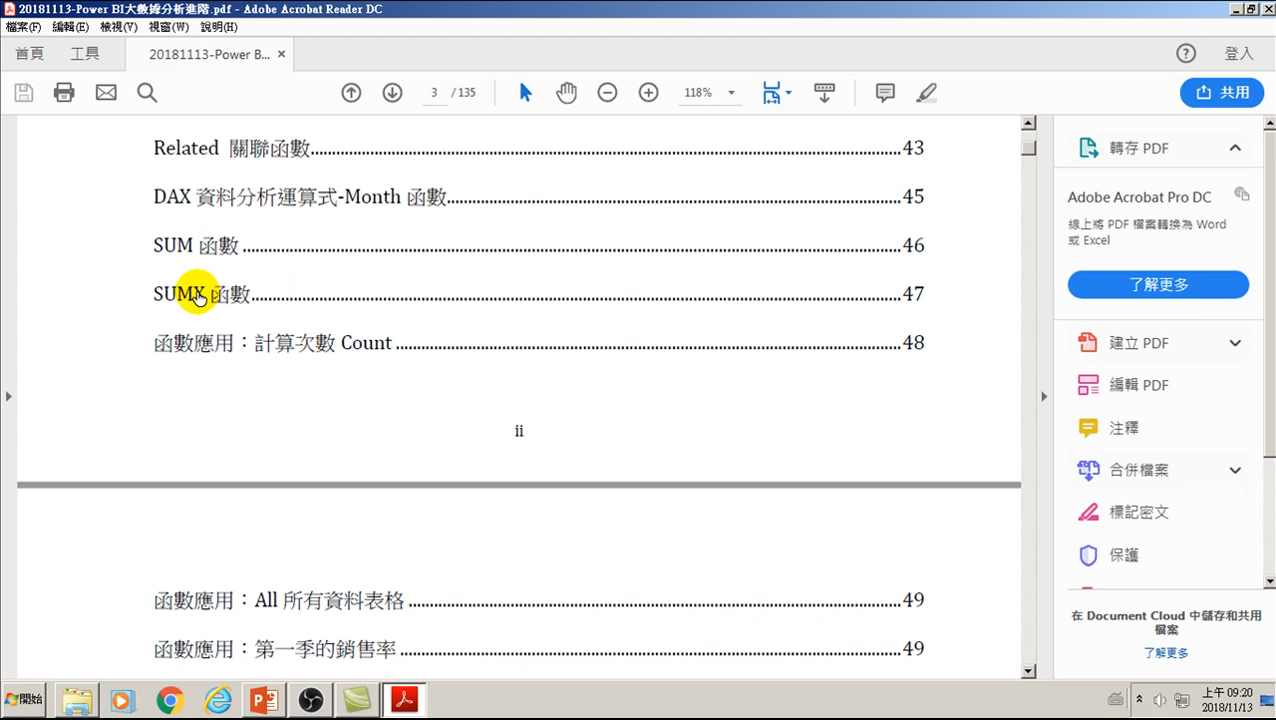 20181113-Power BI大數據分析進階.pdf - Adobe Acrobat Reader DC
檔案(F) 編輯(E) 檢視(V) 視窗(W) 說明(H)
首頁 工具 20181113-Power B... × 登入
3 / 135 118% 共用
Related 關聯函數 43
DAX 資料分析運算式-Month 函數 45
SUM 函數 46
SUMX 函數 47
函數應用：計算次數 Count 48
ii
函數應用：All 所有資料表格 49
函數應用：第一季的銷售率 49
轉存 PDF
Adobe Acrobat Pro DC
線上將 PDF 檔案轉換為 Word
或 Excel
了解更多
建立 PDF
編輯 PDF
注釋
合併檔案
標記密文
保護
在 Document Cloud 中儲存和共用
檔案
了解更多
開始
上午 09:20
2018/11/13